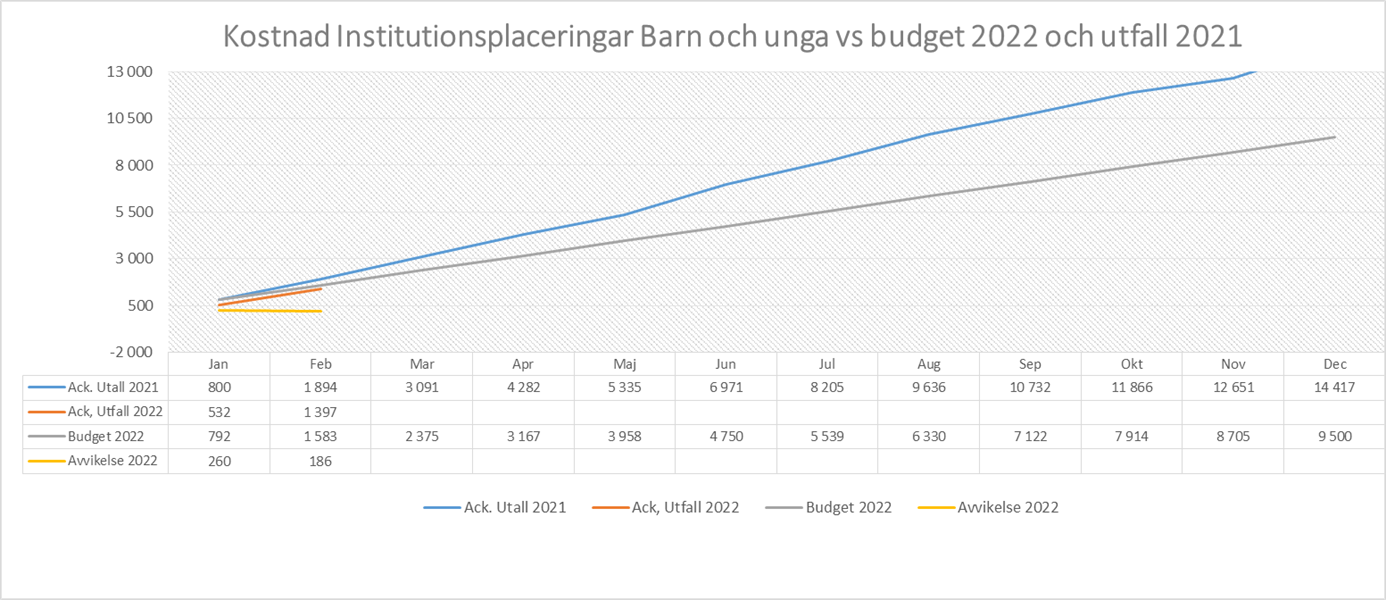 Kostnad Institutionsplaceringar Barn och unga vs budget 2022 och utfall 2021
13 000
10 500
8 000
5 500
3 000
500
-2 000
Jan Feb Mar Apr Maj Jun Jul Aug Sep Okt Nov Dec
Ack. Utall 2021 800 1 894 3 091 4 282 5 335 6 971 8 205 9 636 10 732 11 866 12 651 14 417
Ack, Utfall 2022 532 1 397
Budget 2022 792 1 583 2 375 3 167 3 958 4 750 5 539 6 330 7 122 7 914 8 705 9 500
Avvikelse 2022 260 186
Ack. Utall 2021 Ack, Utfall 2022 Budget 2022 Avvikelse 2022